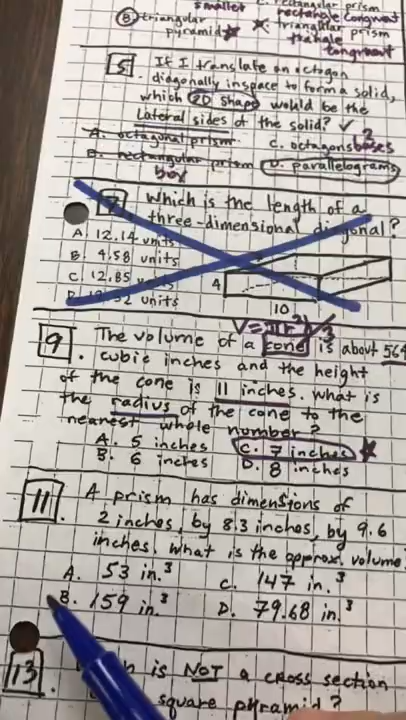 smallest
C. rectangular prism
rectangle congruent
B. triangular
pyramid
triangular prism
congruent
5. If I translate an octogon
diagonally in space to form a solid,
which 2D shape would be the
lateral sides of the solid?
A. octagonal prism
C. octagons bases
B. rectangular prism
D. parallelograms
box
7. Which is the length of a
three-dimensional diagonal?
A. 12.14 units
B. 4.58 units
C. 12.85 units
D. units
4
10
V=
3
9. The volume of a cone is about 564
cubic inches and the height
of the cone is 11 inches. What is
the radius of the cone to the
nearest whole number?
A. 5 inches
C. 7 inches
B. 6 inches
D. 8 inches
11. A prism has dimensions of
2 inches, by 8.3 inches, by 9.6
inches. What is the approx. volume
A. 53 in.³
C. 147 in.³
B. 159 in.³
D. 79.68 in.³
13. is NOT a cross section
square pyramid?